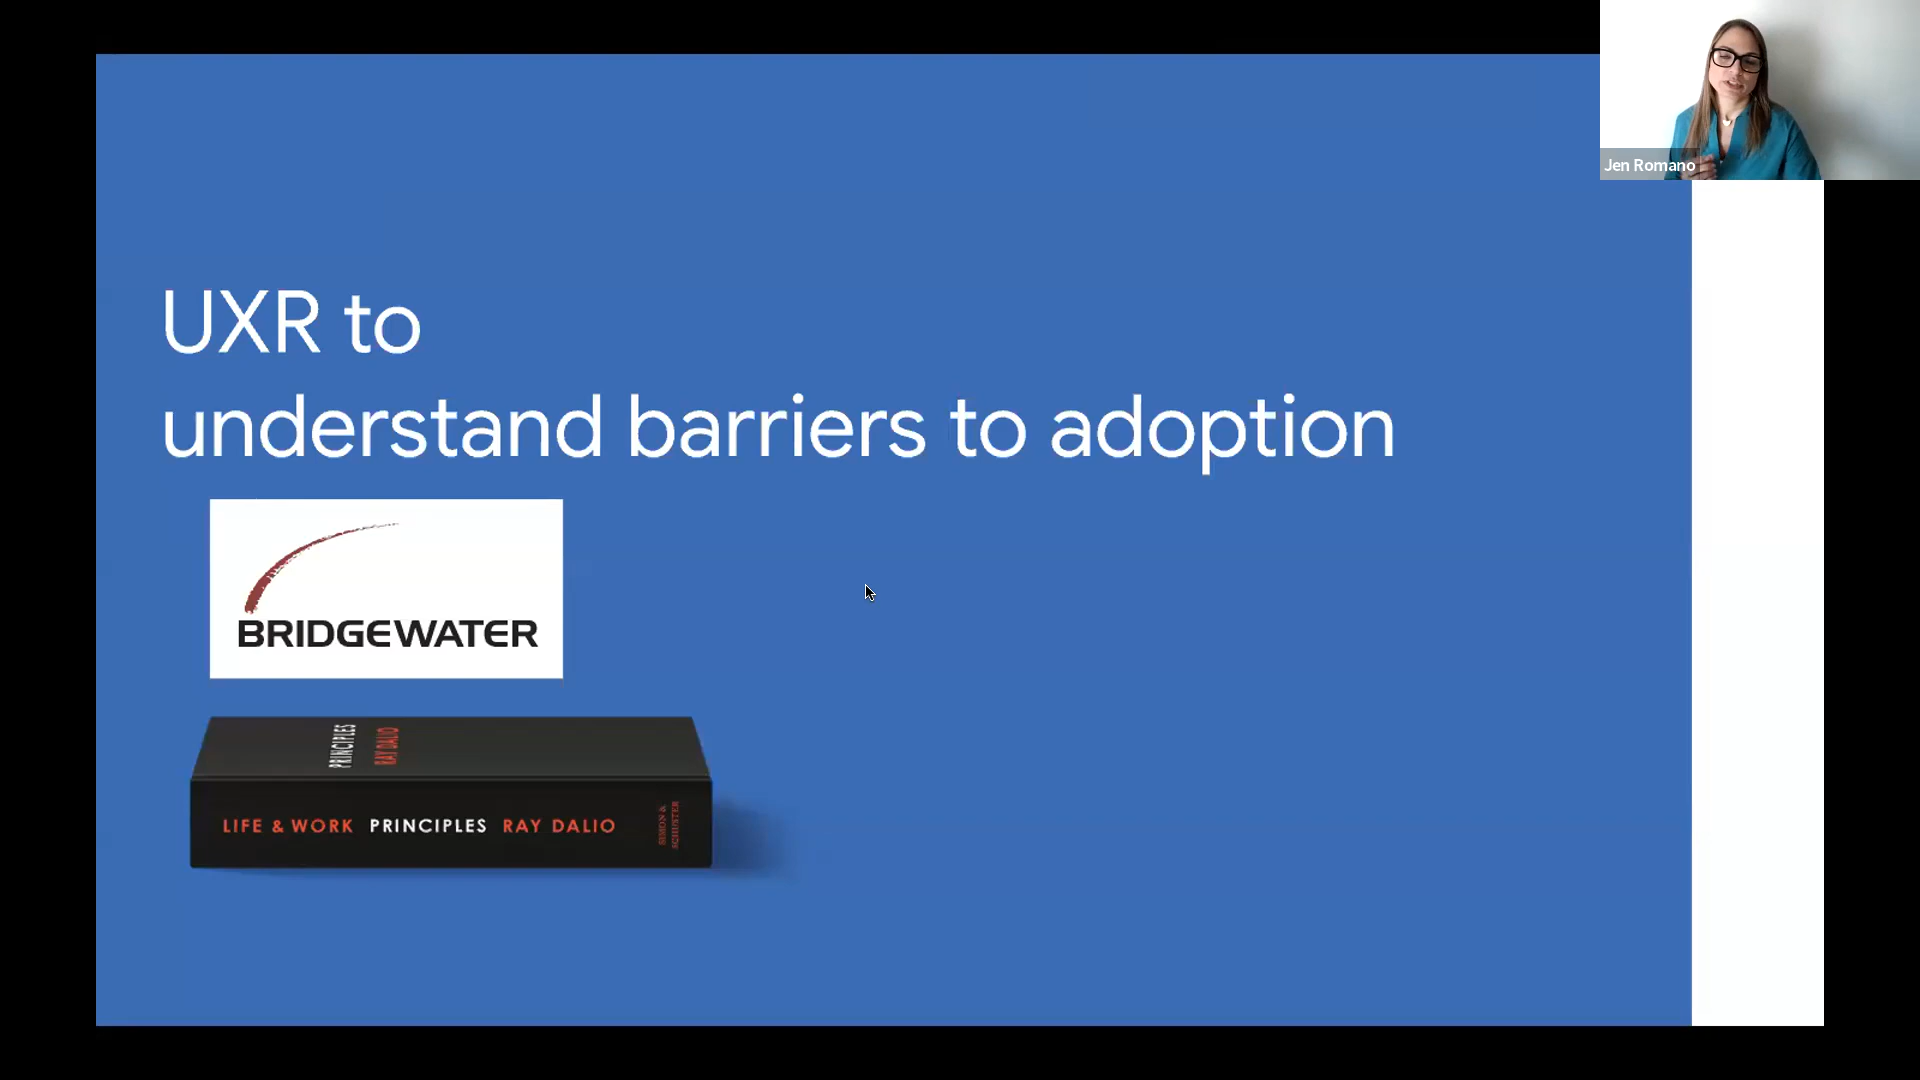 Jen Romano
UXR to
understand barriers to adoption
BRIDGEWATER
PRINCIPLES
RAY DALIO
LIFE & WORK PRINCIPLES RAY DALIO
SIMON &
SCHUSTER